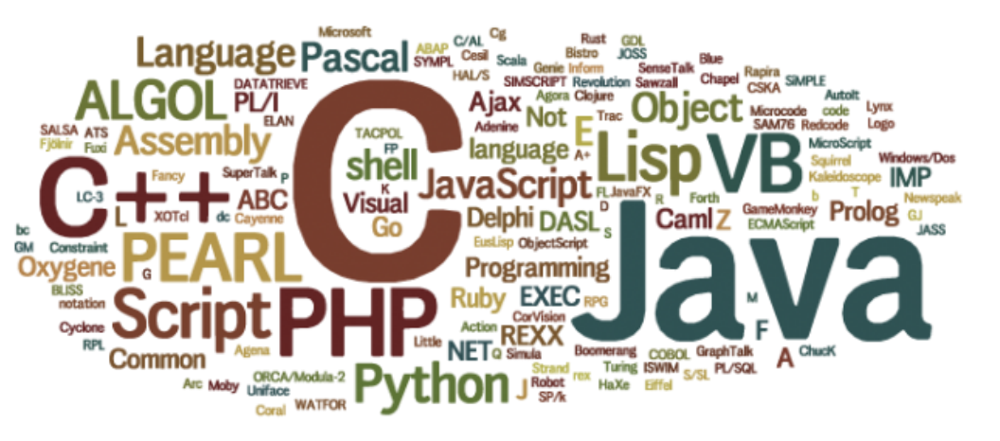 Microsoft
Cg
Language
Pascal
ABAP
C/AL
Rust
GDL
SYMPL
Cesil
Scala
Bistro
JOSS
Blue
HAL/S
Genie
Inform
SenseTalk
Chapel
Rapira
SIMPLE
SIMSCRIPT
Revolution
Sawzall
CSKA
DATATRIEVE
ALGOL
PL/I
C
Ajax
Agora
Clojure
Object
AutoIt
Microcode
code
Lynx
ELAN
Adenine
Not
E
Trac
SAM76
Redcode
Logo
SALSA
ATS
Fjölnir
Fuxi
Assembly
TACPOL
FP
language
A+
Lisp
VB
MicroScript
Windows/Dos
Squirrel
Kaleidoscope
IMP
shell
K
JavaScript
FL
JavaFX
R
Forth
b
T
Newspeak
C++
LC-3
Fancy
SuperTalk
P
L
XOTcl
dc
ABC
Cayenne
Visual
Go
Delphi
DASL
D
S
Caml
Z
GameMonkey
ECMAScript
Prolog
GJ
JASS
bc
GM
Constraint
EusLisp
ObjectScript
Oxygene
G
PEARL
Programming
Java
BLISS
notation
Script
PHP
Ruby
EXEC
RPG
M
F
Cyclone
RPL
Little
Action
CorVision
REXX
Common
Agena
NET
Q
Simula
Boomerang
COBOL
GraphTalk
A
ChucK
Arc
Moby
ORCA/Modula-2
Uniface
Python
Strand
rex
Turing
ISWIM
S/SL
PL/SQL
J
Robot
SP/k
HaXe
Eiffel
Coral
WATFOR